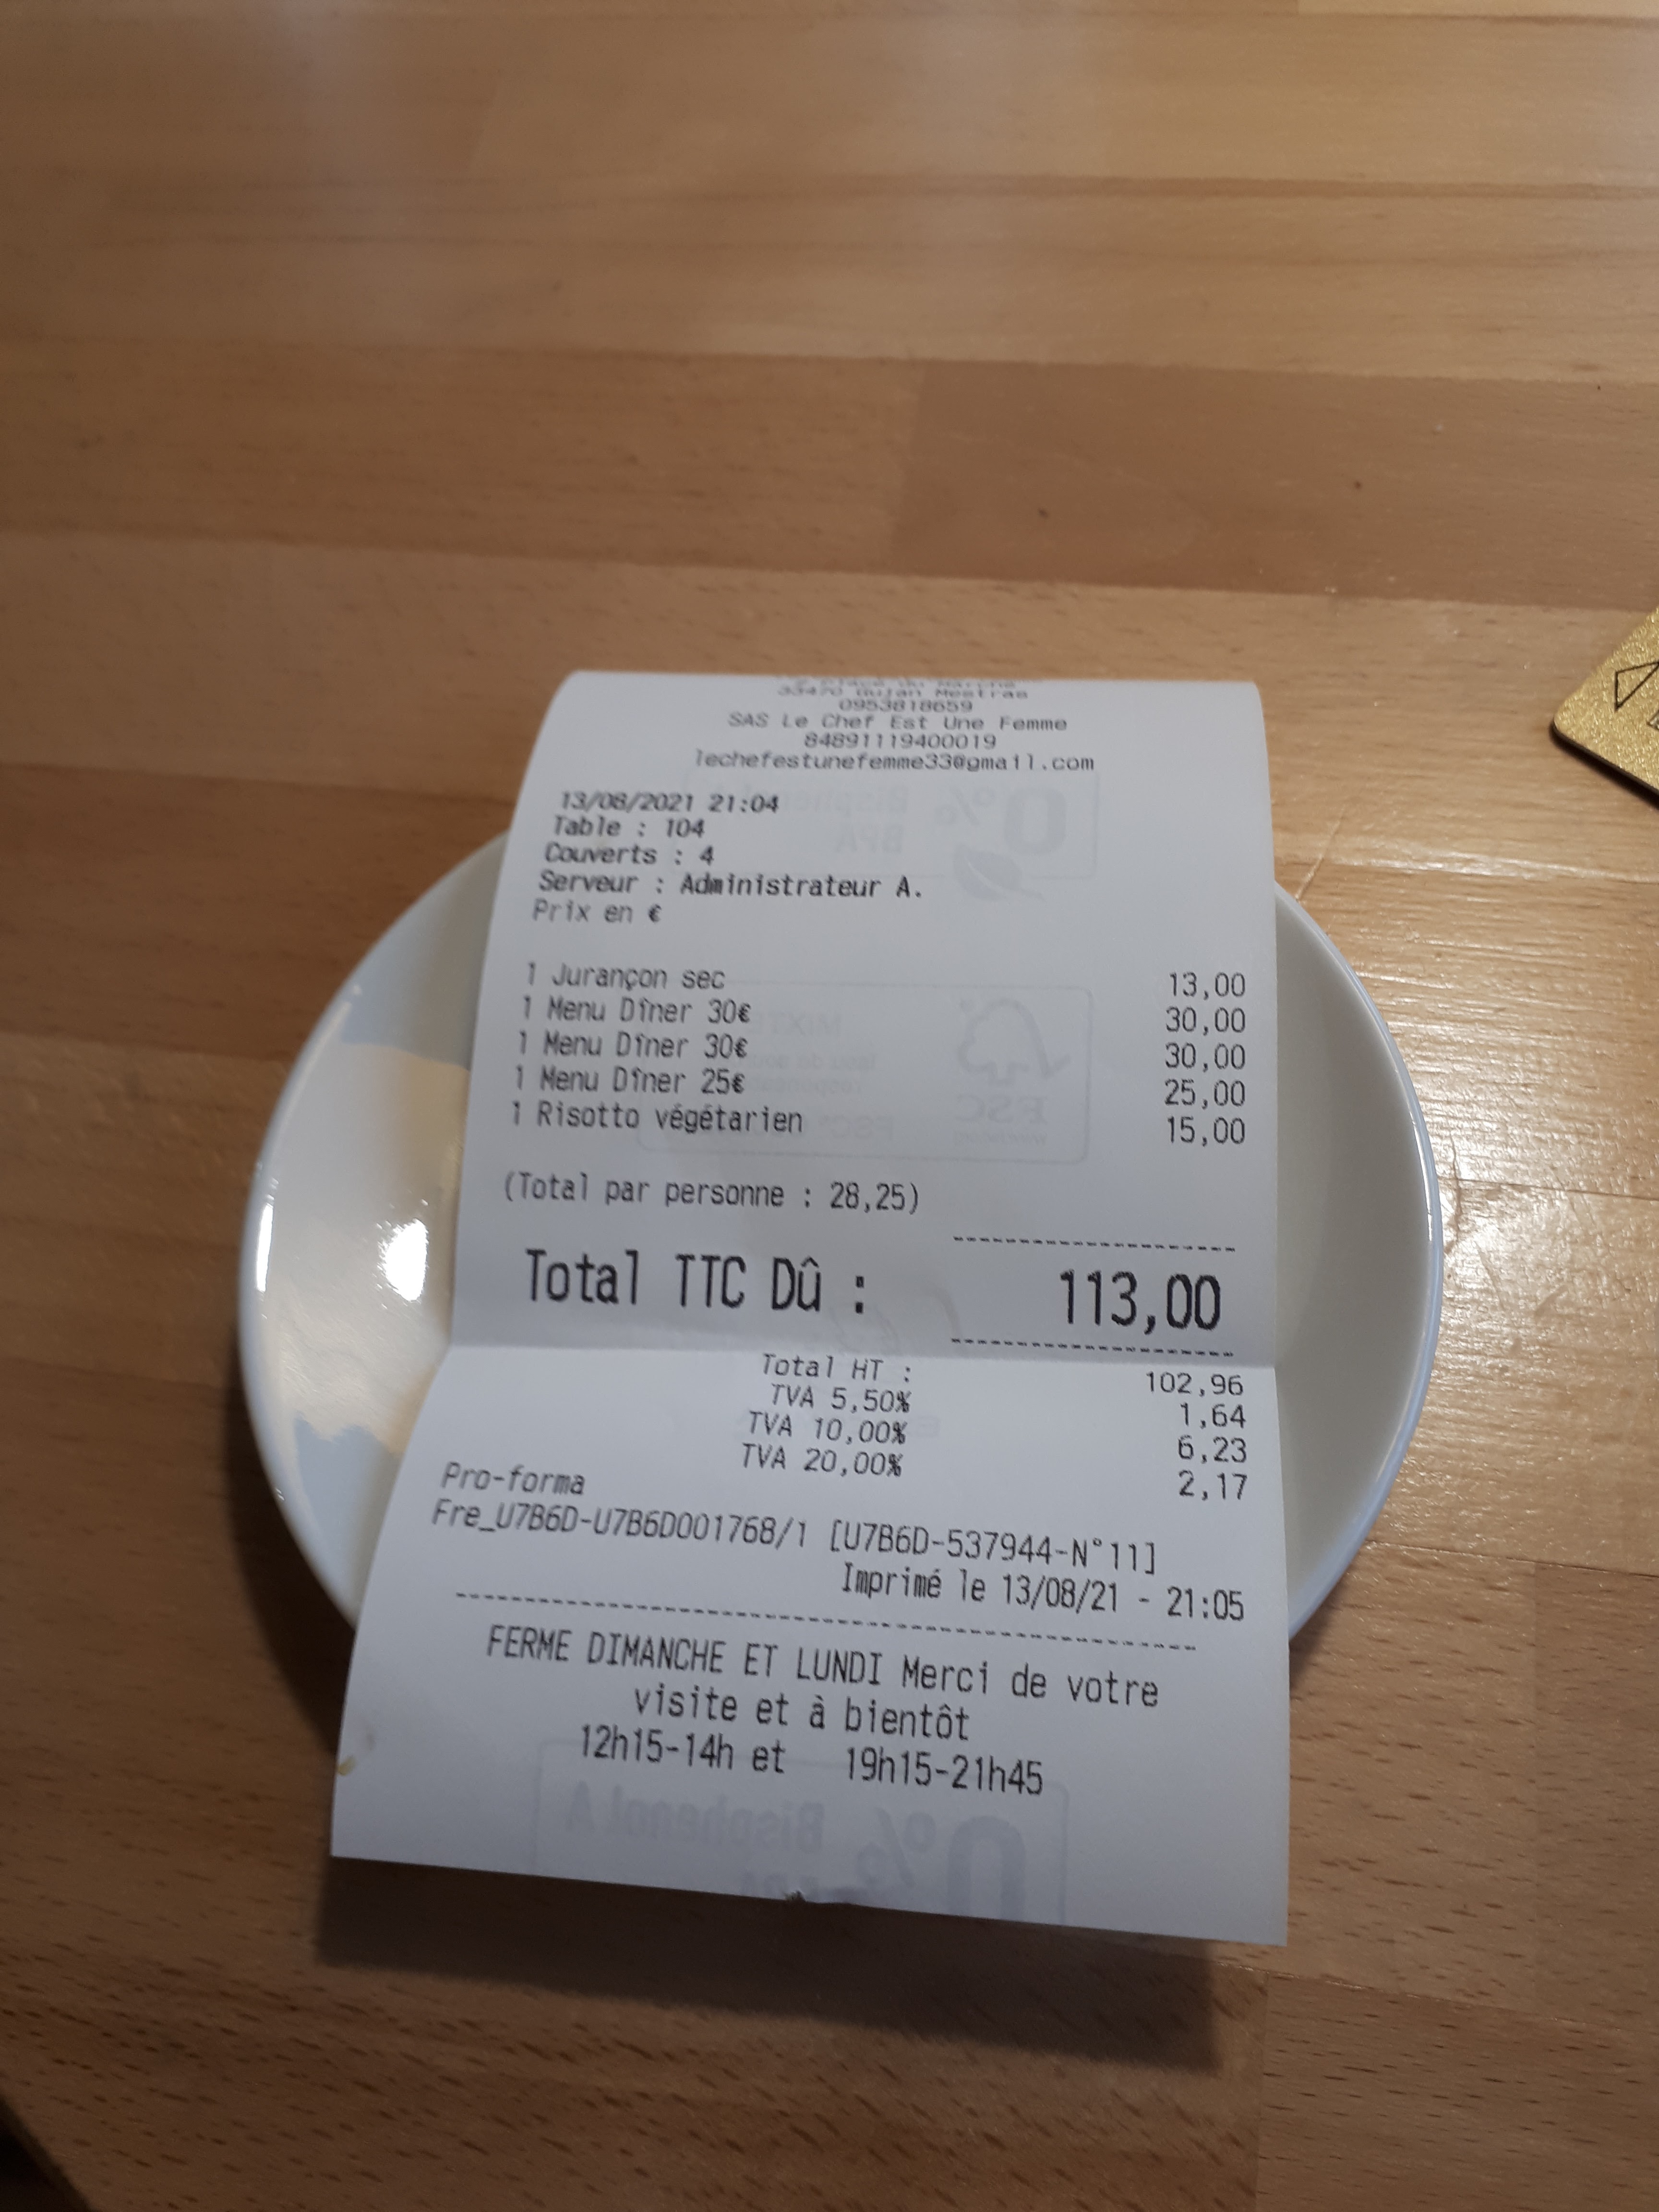 2 Place du Marché
33470 Gujan Mestras
0953818659
SAS Le Chef Est Une Femme
84891119400019
lechefestunefemme33@gmail.com
13/08/2021 21:04
Table : 104
Couverts : 4
Serveur : Administrateur A.
Prix en €
1 Jurançon sec 13,00
1 Menu Dîner 30€ 30,00
1 Menu Dîner 30€ 30,00
1 Menu Dîner 25€ 25,00
1 Risotto végétarien 15,00
(Total par personne : 28,25)
Total TTC Dû : 113,00
Total HT : 102,96
TVA 5,50% 1,64
TVA 10,00% 6,23
TVA 20,00% 2,17
Pro-forma
Fre_U7B6D-U7B6D001768/1 [U7B6D-537944-N°11]
Imprimé le 13/08/21 - 21:05
FERME DIMANCHE ET LUNDI Merci de votre
visite et à bientôt
12h15-14h et 19h15-21h45